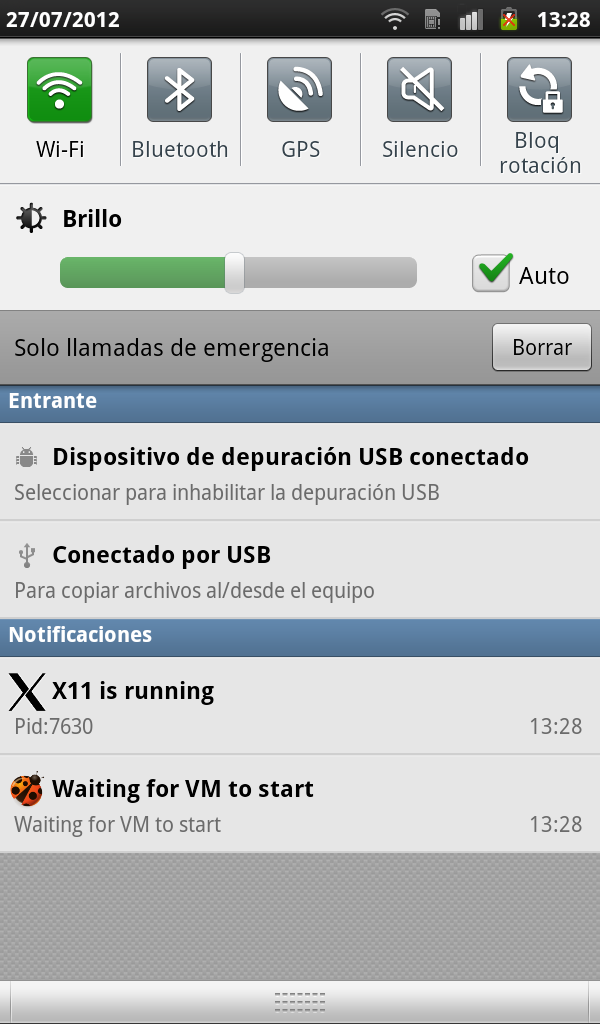 27/07/2012 13:28
Wi-Fi Bluetooth GPS Silencio Bloq rotación
Brillo
Auto
Solo llamadas de emergencia Borrar
Entrante
Dispositivo de depuración USB conectado
Seleccionar para inhabilitar la depuración USB
Conectado por USB
Para copiar archivos al/desde el equipo
Notificaciones
X11 is running
Pid:7630 13:28
Waiting for VM to start
Waiting for VM to start 13:28